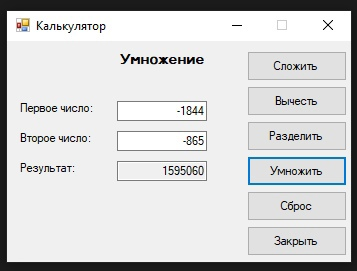 Калькулятор
Умножение
Первое число: -1844
Второе число: -865
Результат: 1595060
Сложить
Вычесть
Разделить
Умножить
Сброс
Закрыть